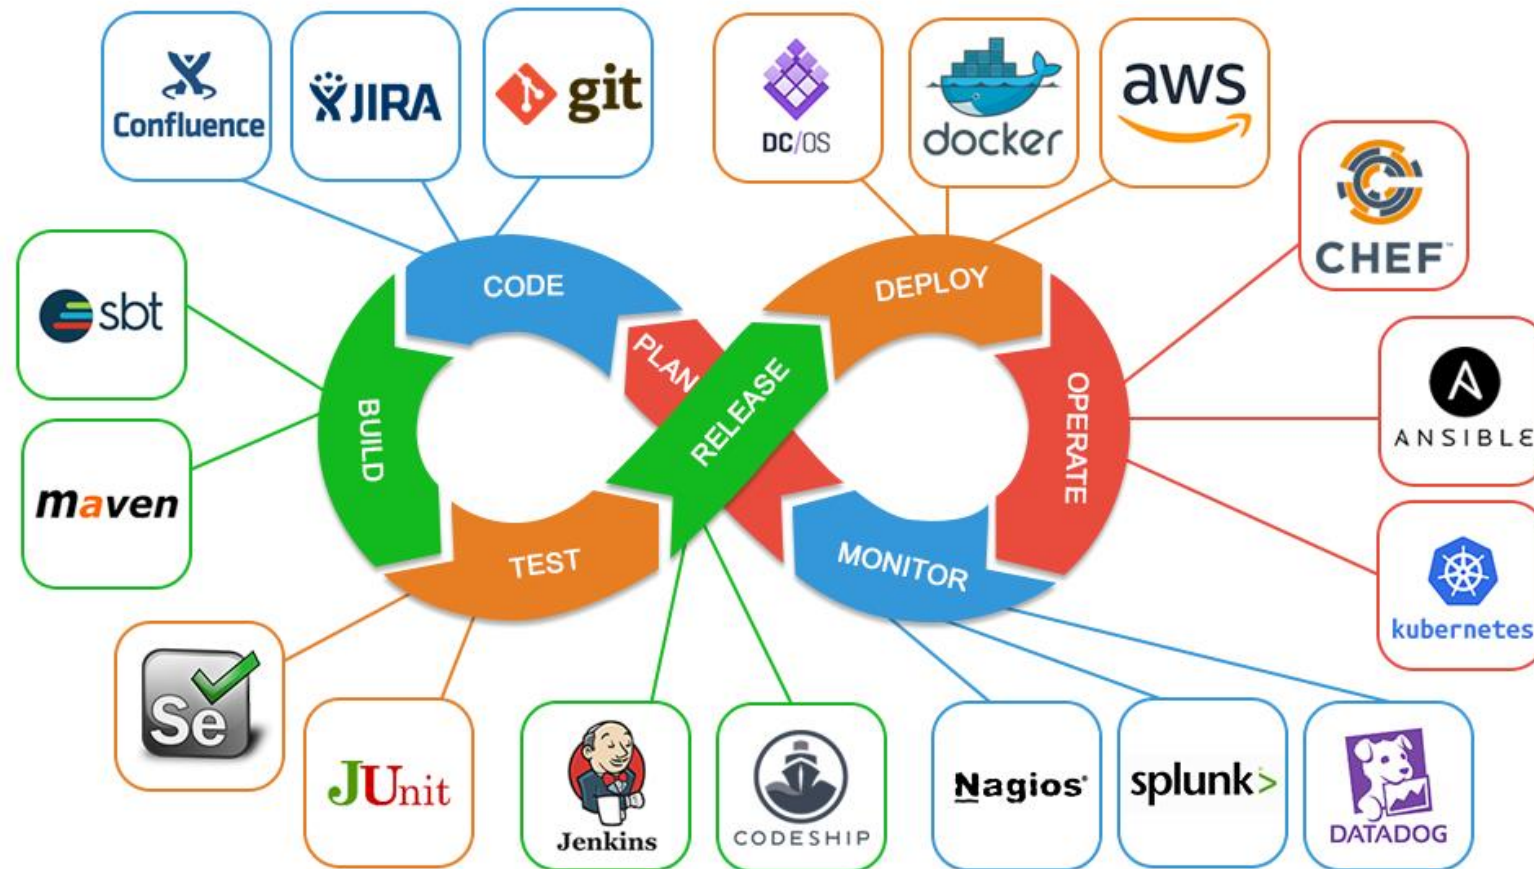 Confluence
JIRA
git
DC/OS
docker
aws
CHEF™
sbt
CODE
DEPLOY
PLAN
RELEASE
BUILD
OPERATE
ANSIBLE
maven
TEST
MONITOR
kubernetes
Se
JUnit
Jenkins
CODESHIP
Nagios®
splunk>
DATADOG